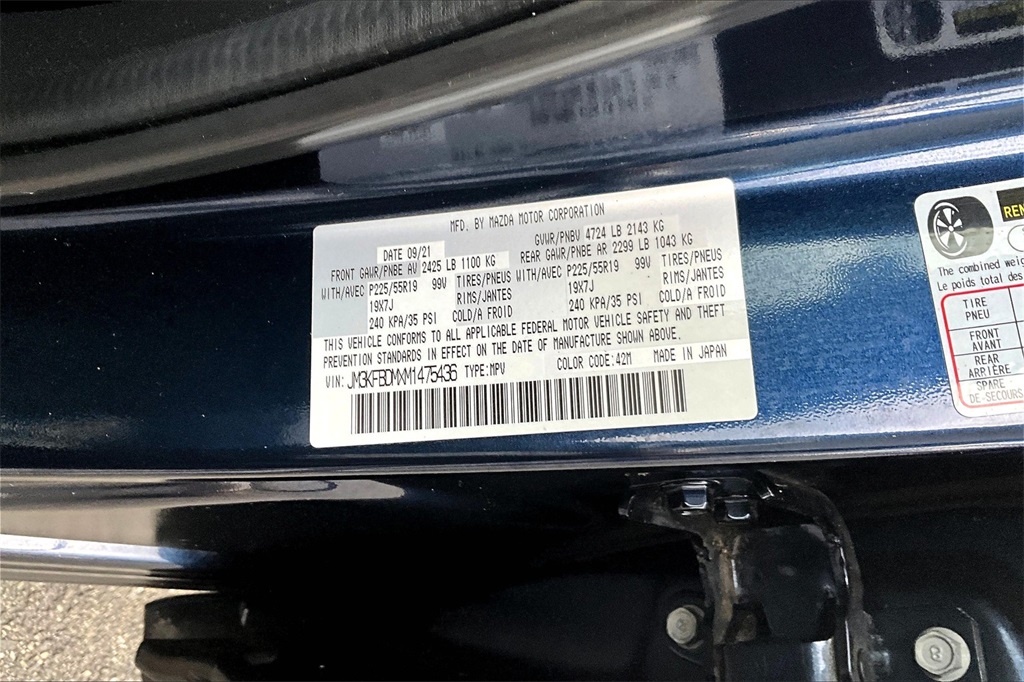 MFD. BY MAZDA MOTOR CORPORATION
DATE 09/21 GVWR/PNBV 4724 LB 2143 KG
FRONT GAWR/PNBE AV 2425 LB 1100 KG REAR GAWR/PNBE AR 2299 LB 1043 KG
WITH/AVEC P225/55R19 99V TIRES/PNEUS WITH/AVEC P225/55R19 99V TIRES/PNEUS
19X7J RIMS/JANTES 19X7J RIMS/JANTES
240 KPA/35 PSI COLD/A FROID 240 KPA/35 PSI COLD/A FROID
THIS VEHICLE CONFORMS TO ALL APPLICABLE FEDERAL MOTOR VEHICLE SAFETY AND THEFT
PREVENTION STANDARDS IN EFFECT ON THE DATE OF MANUFACTURE SHOWN ABOVE.
VIN: JM3KFBDMXM1475436 TYPE:MPV COLOR CODE:42M MADE IN JAPAN
The combined
Le poids total des
TIRE
PNEU
FRONT
AVANT
REAR
ARRIÈRE
SPARE
DE-SECOURS
8